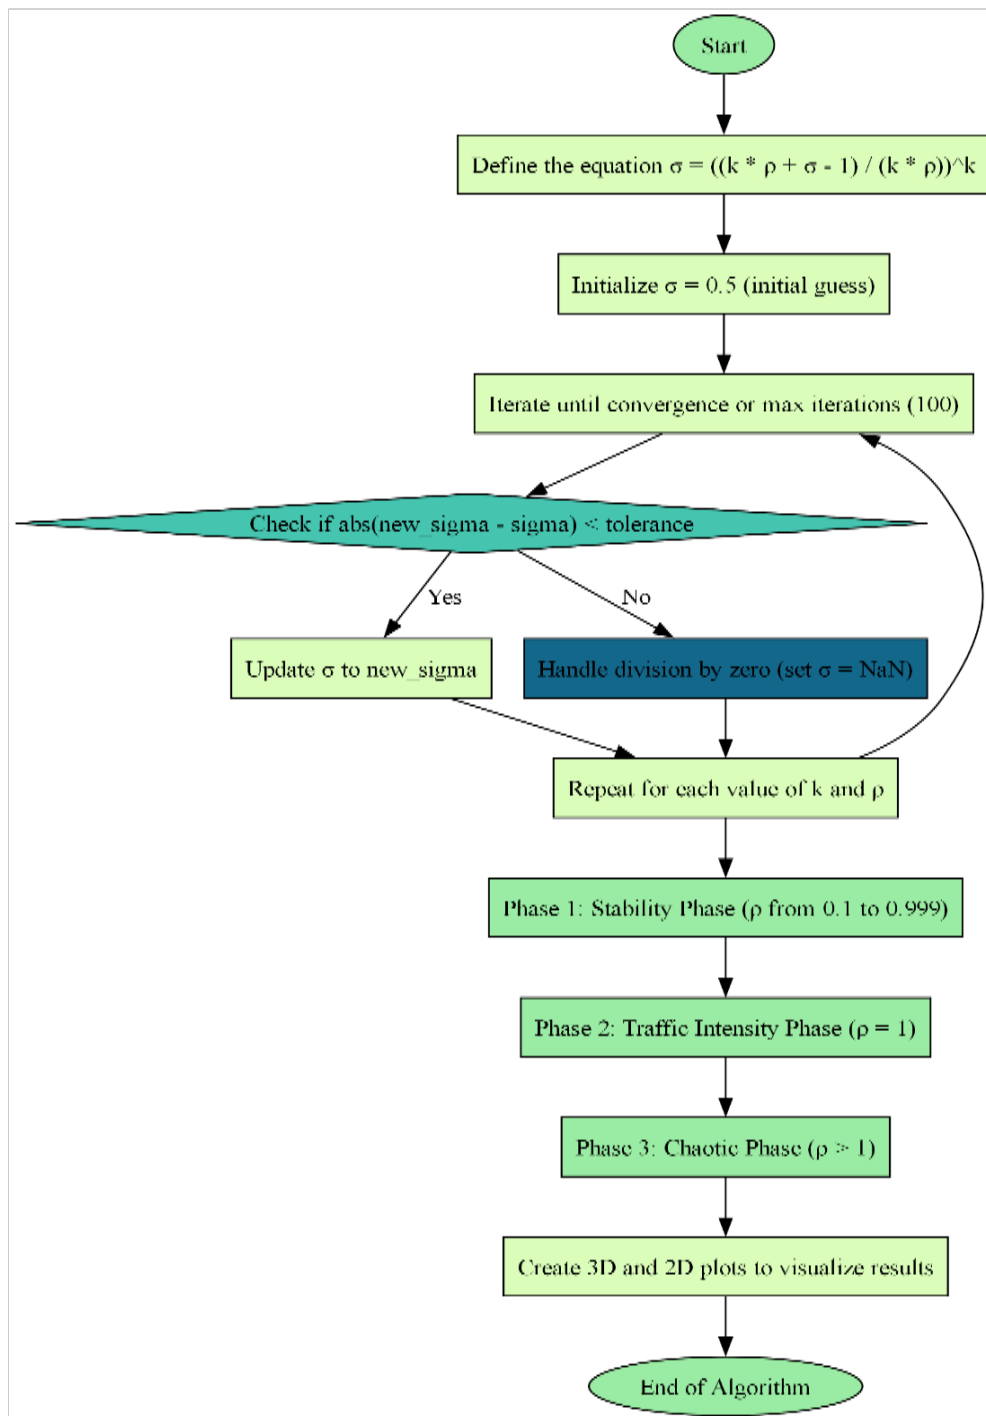 Start
Define the equation σ = ((k * ρ + σ - 1) / (k * ρ))^k
Initialize σ = 0.5 (initial guess)
Iterate until convergence or max iterations (100)
Check if abs(new_sigma - sigma) < tolerance
Yes
No
Update σ to new_sigma
Handle division by zero (set σ = NaN)
Repeat for each value of k and ρ
Phase 1: Stability Phase (ρ from 0.1 to 0.999)
Phase 2: Traffic Intensity Phase (ρ = 1)
Phase 3: Chaotic Phase (ρ > 1)
Create 3D and 2D plots to visualize results
End of Algorithm